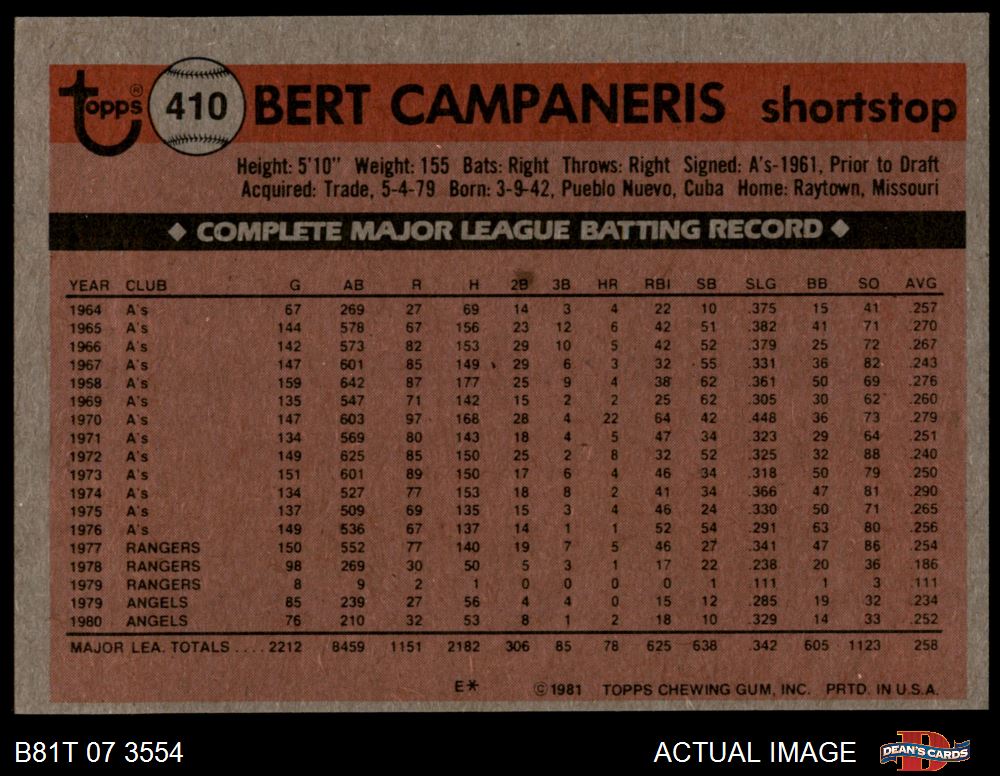 Topps® 410 BERT CAMPANERIS shortstop
Height: 5'10" Weight: 155 Bats: Right Throws: Right Signed: A's-1961, Prior to Draft
Acquired: Trade, 5-4-79 Born: 3-9-42, Pueblo Nuevo, Cuba Home: Raytown, Missouri
◆ COMPLETE MAJOR LEAGUE BATTING RECORD ◆
YEAR CLUB G AB R H 2B 3B HR RBI SB SLG BB SO AVG
1964 A's 67 269 27 69 14 3 4 22 10 .375 15 41 .257
1965 A's 144 578 67 156 23 12 6 42 51 .382 41 71 .270
1966 A's 142 573 82 153 29 10 5 42 52 .379 25 72 .267
1967 A's 147 601 85 149 29 6 3 32 55 .331 36 82 .243
1958 A's 159 642 87 177 25 9 4 38 62 .361 50 69 .276
1969 A's 135 547 71 142 15 2 2 25 62 .305 30 62 .260
1970 A's 147 603 97 168 28 4 22 64 42 .448 36 73 .279
1971 A's 134 569 80 143 18 4 5 47 34 .323 29 64 .251
1972 A's 149 625 85 150 25 2 8 32 52 .325 32 88 .240
1973 A's 151 601 89 150 17 6 4 46 34 .318 50 79 .250
1974 A's 134 527 77 153 18 8 2 41 34 .366 47 81 .290
1975 A's 137 509 69 135 15 3 4 46 24 .330 50 71 .265
1976 A's 149 536 67 137 14 1 1 52 54 .291 63 80 .256
1977 RANGERS 150 552 77 140 19 7 5 46 27 .341 47 86 .254
1978 RANGERS 98 269 30 50 5 3 1 17 22 .238 20 36 .186
1979 RANGERS 8 9 2 1 0 0 0 0 1 .111 1 3 .111
1979 ANGELS 85 239 27 56 4 4 0 15 12 .285 19 32 .234
1980 ANGELS 76 210 32 53 8 1 2 18 10 .329 14 33 .252
MAJOR LEA. TOTALS .... 2212 8459 1151 2182 306 85 78 625 638 .342 605 1123 258
E* ©1981 TOPPS CHEWING GUM, INC. PRTD. IN U.S.A.
B81T 07 3554 ACTUAL IMAGE D DEAN'S CARDS